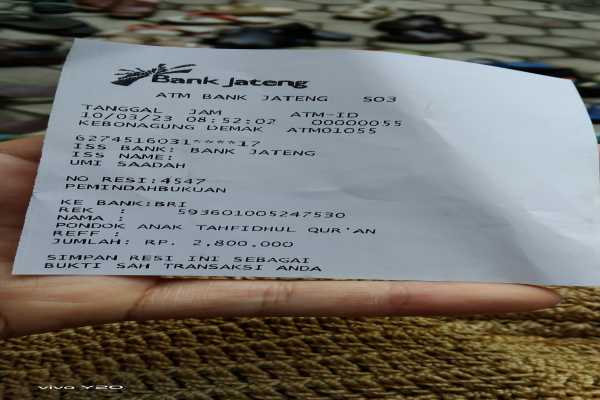 Bank Jateng
ATM BANK JATENG SO3
TANGGAL JAM ATM-ID
10/03/23 08:52:02 00000055
KEBONAGUNG DEMAK ATM01055
6274516031****17
ISS BANK: BANK JATENG
ISS NAME:
UMI SAADAH
NO RESI:4547
PEMINDAHBUKUAN
KE BANK:BRI
REK : 593601005247530
NAMA :
PONDOK ANAK TAHFIDHUL QUR'AN
REFF :
JUMLAH: RP. 2,800,000
SIMPAN RESI INI SEBAGAI
BUKTI SAH TRANSAKSI ANDA
vivo Y20